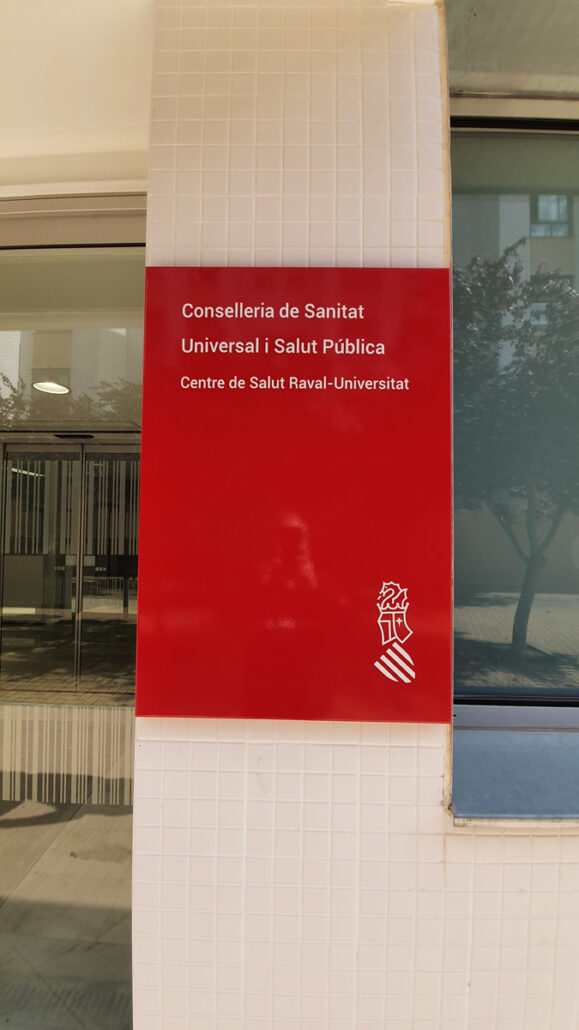 Conselleria de Sanitat
Universal i Salut Pública
Centre de Salut Raval-Universitat